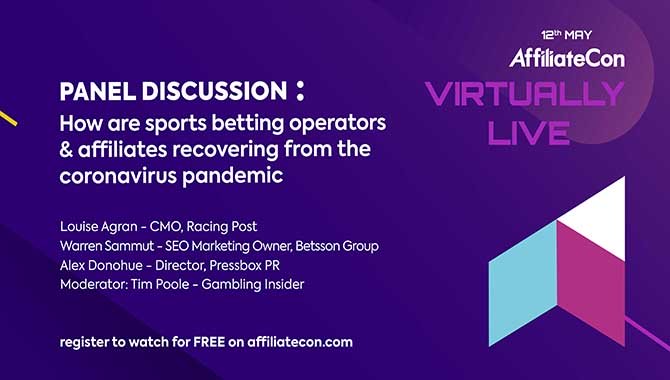 12th MAY
AffiliateCon
VIRTUALLY
LIVE
PANEL DISCUSSION :
How are sports betting operators
& affiliates recovering from the
coronavirus pandemic
Louise Agran - CMO, Racing Post
Warren Sammut - SEO Marketing Owner, Betsson Group
Alex Donohue - Director, Pressbox PR
Moderator: Tim Poole - Gambling Insider
register to watch for FREE on affiliatecon.com